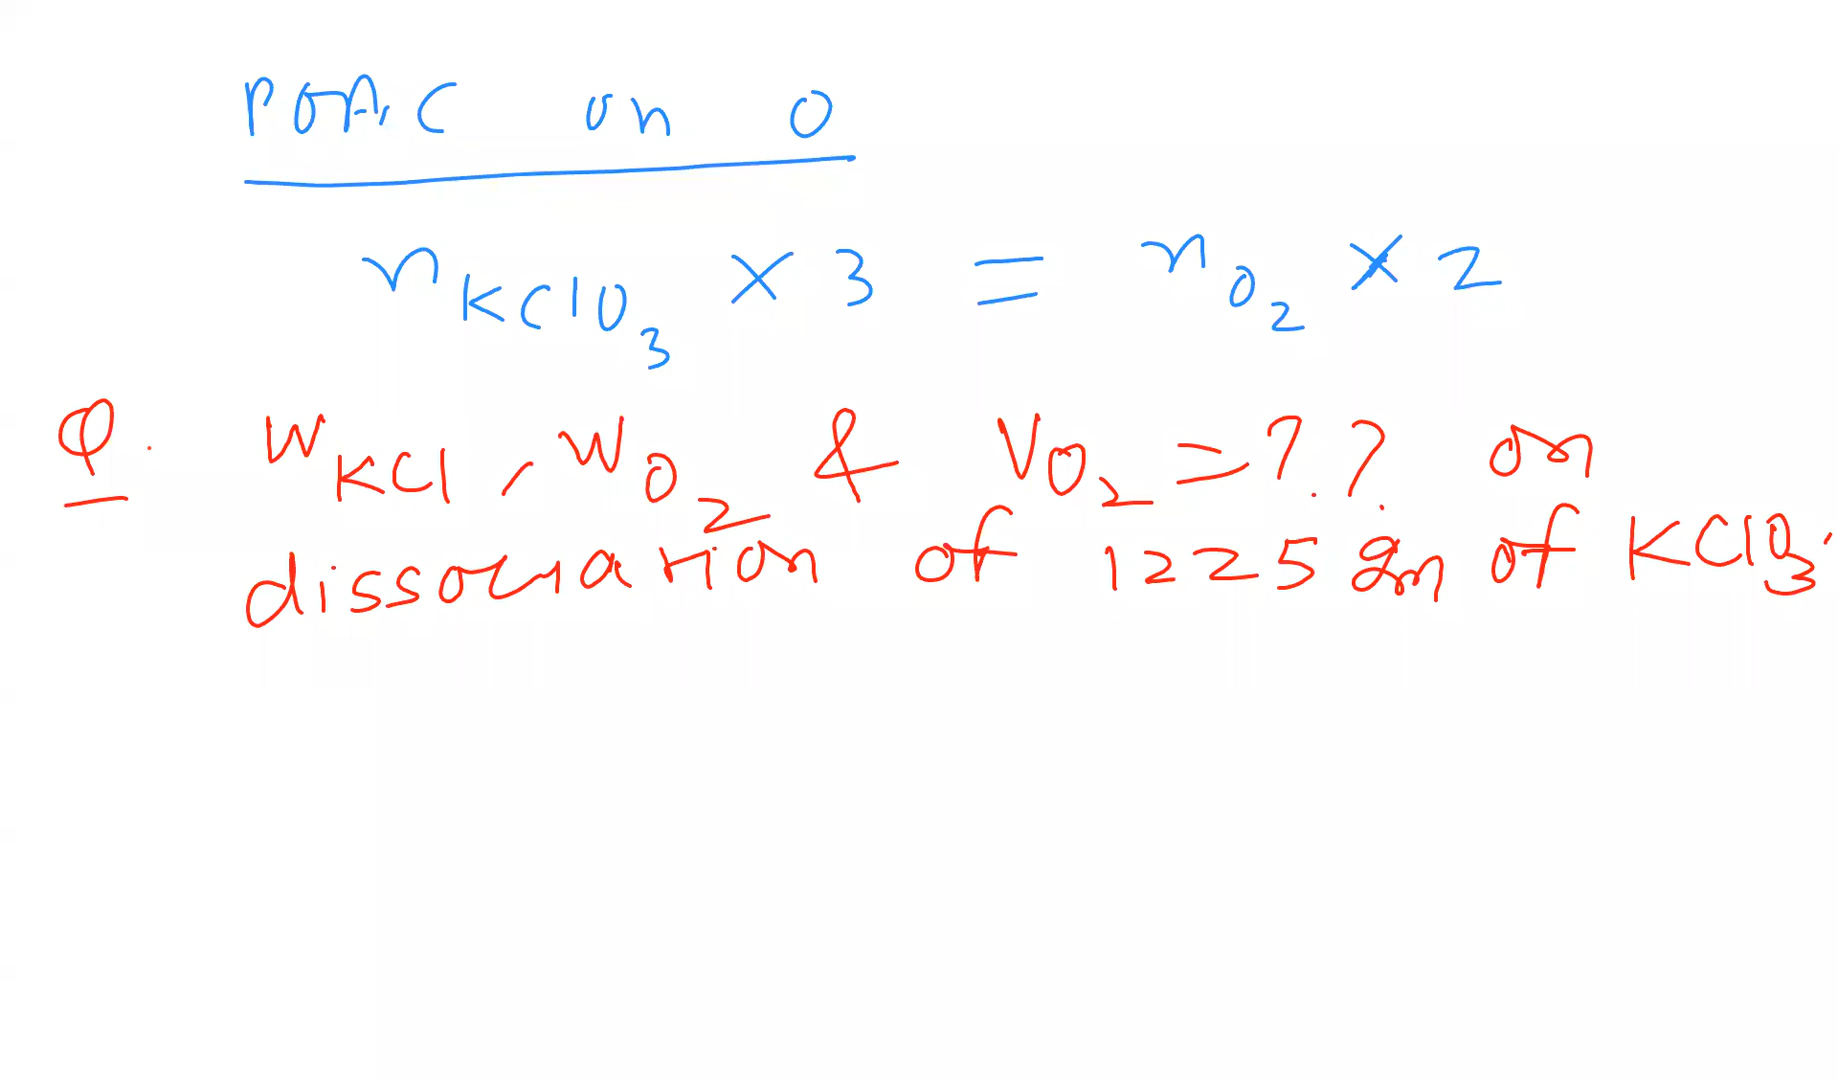 POAC on O
n KClO₃ × 3 = n O₂ × 2
Q. W KCl, W O₂ & V O₂ = ?? on
dissociation of 1225 gm of KClO₃.